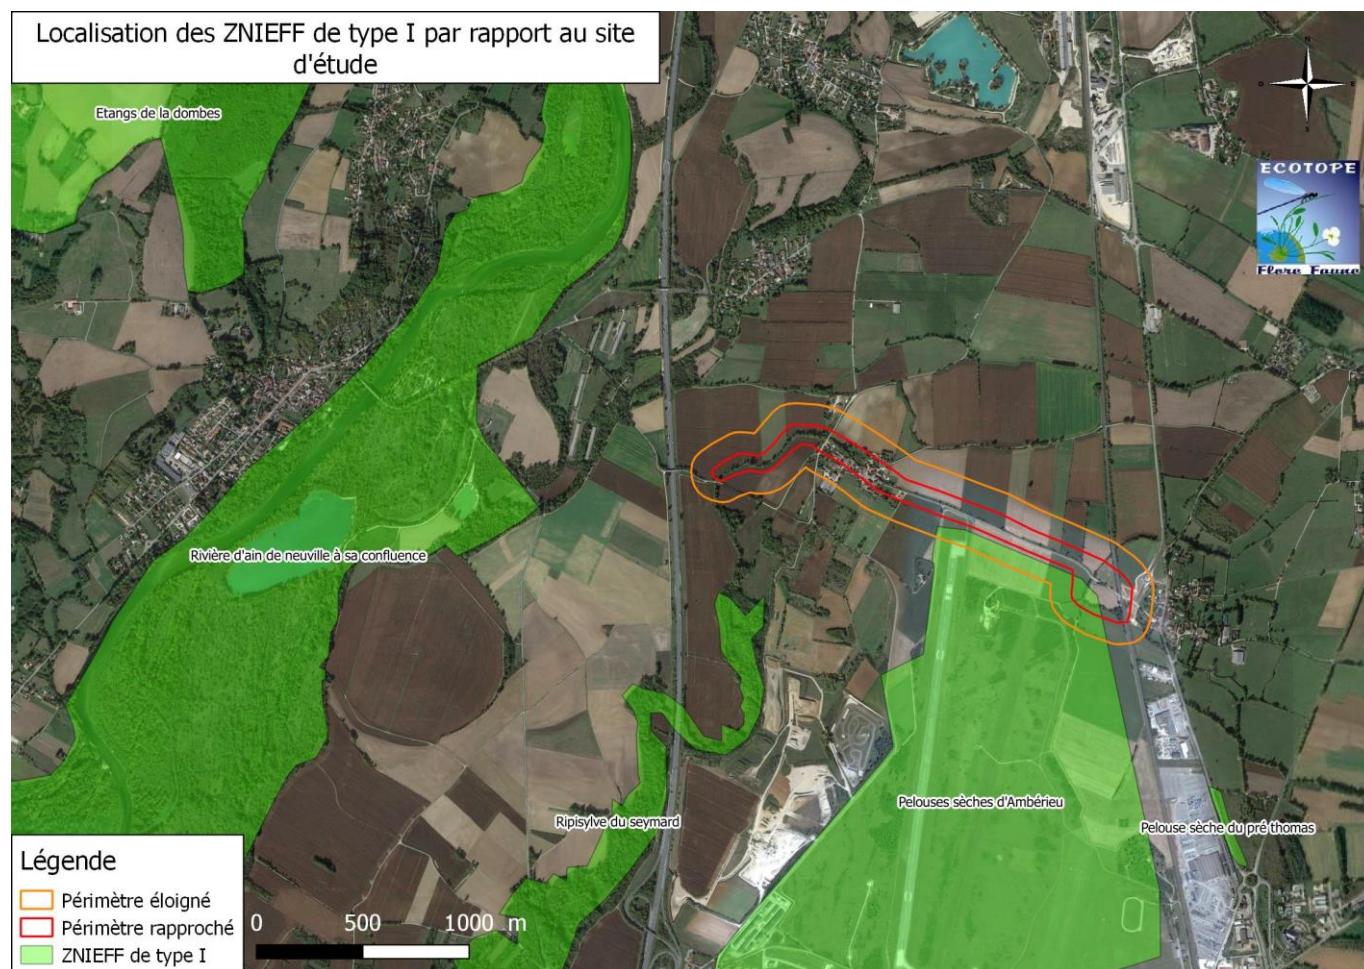 Localisation des ZNIEFF de type I par rapport au site
d'étude
Etangs de la dombes
N
O
E
S
ECOTOPE
Flore Faune
Rivière d'ain de neuville à sa confluence
Ripisylve du seymard
Pelouses sèches d'Ambérieu
Pelouse sèche du pré thomas
Légende
Périmètre éloigné
Périmètre rapproché
ZNIEFF de type I
0 500 1000 m